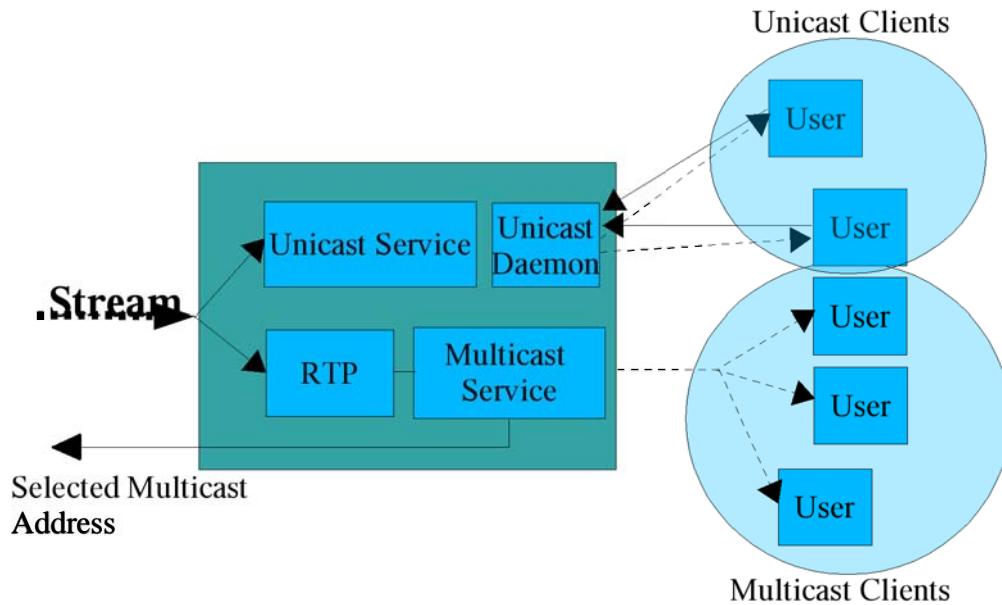 Unicast Clients
User
Unicast Service
Unicast
Daemon
User
Stream
User
RTP
Multicast
Service
User
Selected Multicast
Address
User
Multicast Clients